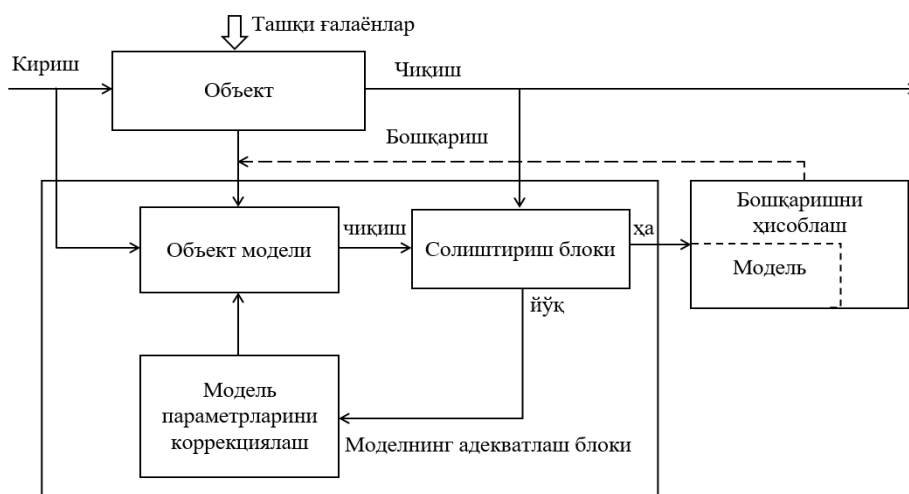 Ташқи ғалаёнлар
Кириш
Объект
Чиқиш
Бошқариш
Объект модели
чиқиш
Солиштириш блоки
ҳа
Бошқаришни
ҳисоблаш
Модель
йўқ
Модель
параметрларини
коррекциялаш
Моделнинг адекватлаш блоки